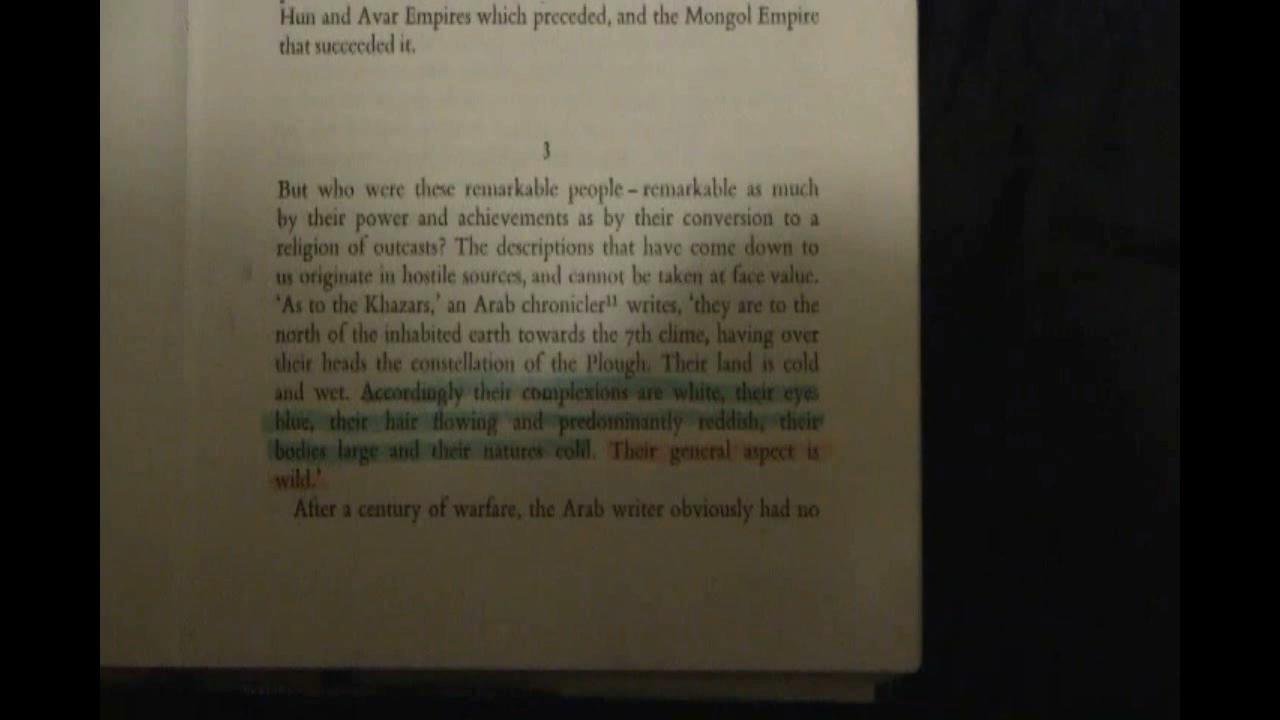 Hun and Avar Empires which preceded, and the Mongol Empire
that succeeded it.
3
But who were these remarkable people – remarkable as much
by their power and achievements as by their conversion to a
religion of outcasts? The descriptions that have come down to
us originate in hostile sources, and cannot be taken at face value.
‘As to the Khazars,’ an Arab chronicler¹¹ writes, ‘they are to the
north of the inhabited earth towards the 7th clime, having over
their heads the constellation of the Plough. Their land is cold
and wet. Accordingly their complexions are white, their eyes
blue, their hair flowing and predominantly reddish, their
bodies large and their natures cold. Their general aspect is
wild.’
After a century of warfare, the Arab writer obviously had no